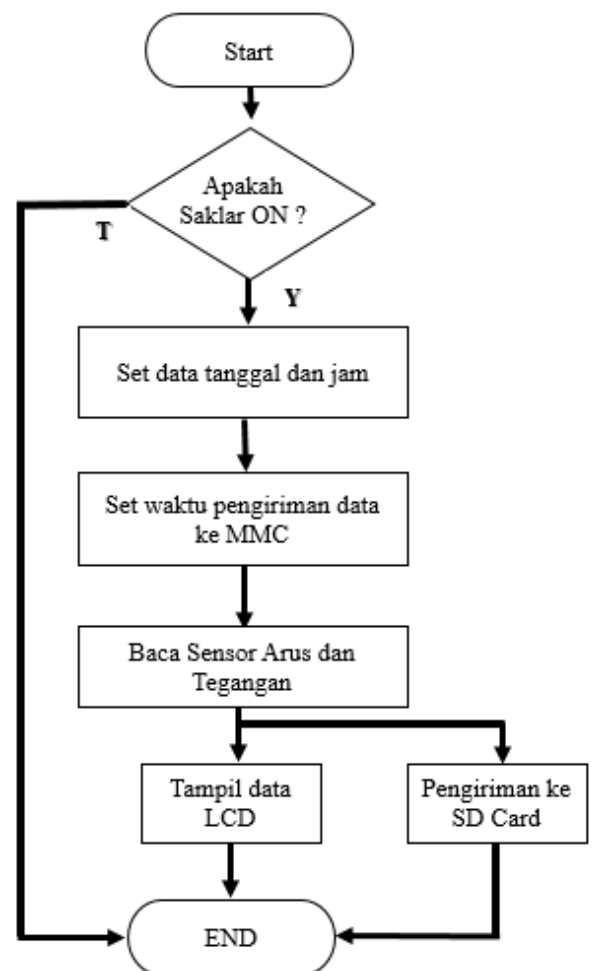 Start
Apakah
Saklar ON ?
T
Y
Set data tanggal dan jam
Set waktu pengiriman data
ke MMC
Baca Sensor Arus dan
Tegangan
Tampil data
LCD
Pengiriman ke
SD Card
END